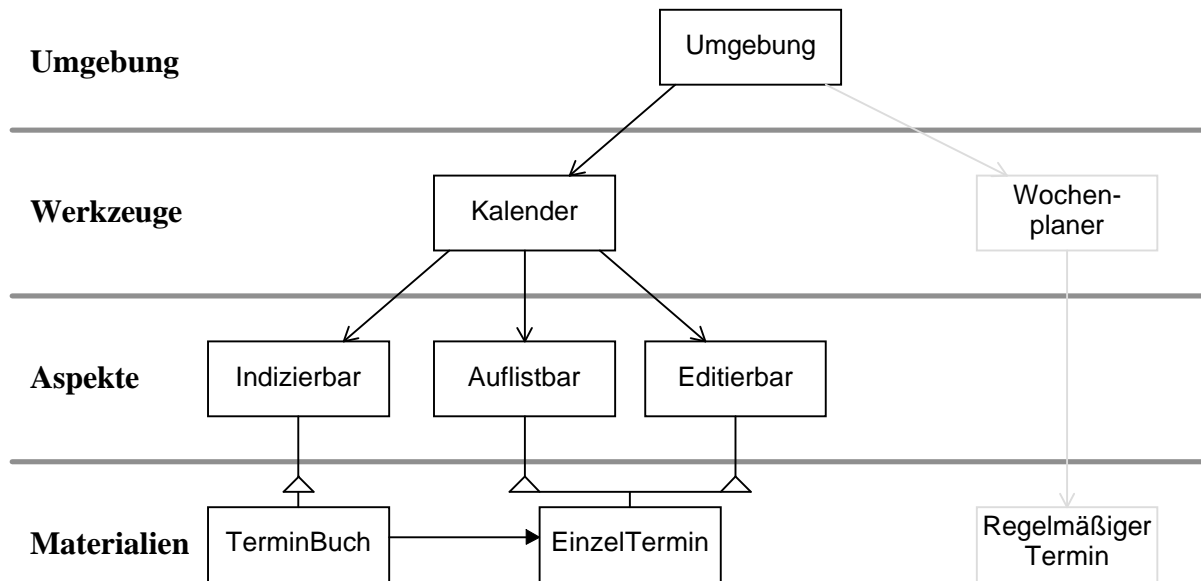 Umgebung
Umgebung
Werkzeuge
Kalender
Wochen-
planer
Aspekte
Indizierbar
Auflistbar
Editierbar
Materialien
TerminBuch
EinzelTermin
Regelmäßiger
Termin